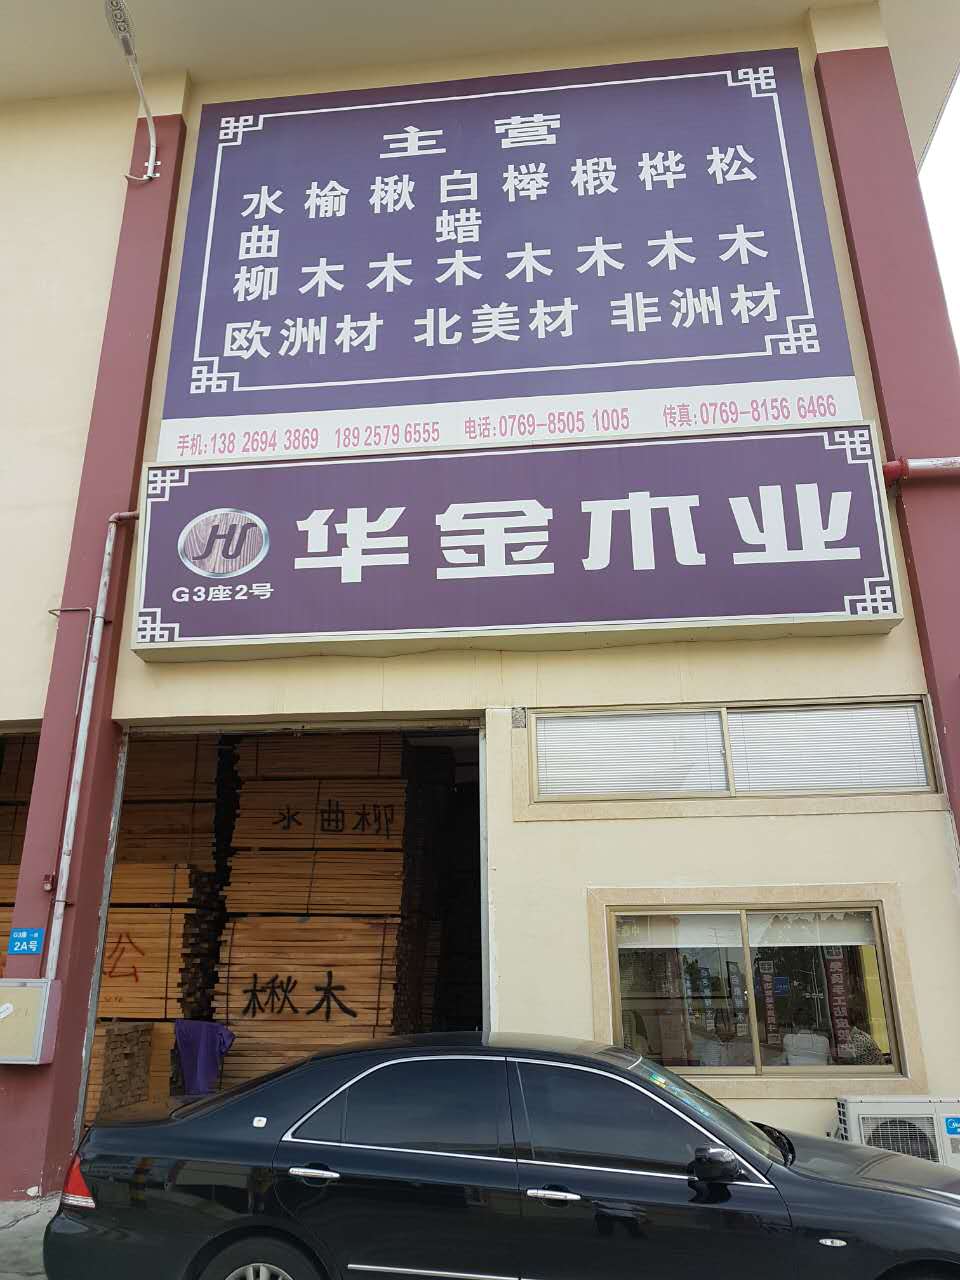 主营
水曲柳 榆木 楸木 白蜡木 榉木 椴木 桦木 松木
欧洲材 北美材 非洲材
手机:138 2694 3869 189 2579 6555 电话:0769-8505 1005 传真:0769-8156 6466
华金木业
G3座2号
水曲柳
楸木
松
G3座
2A号